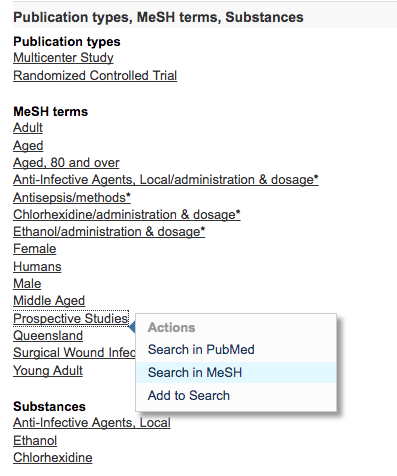 Publication types, MeSH terms, Substances
Publication types
Multicenter Study
Randomized Controlled Trial
MeSH terms
Adult
Aged
Aged, 80 and over
Anti-Infective Agents, Local/administration & dosage*
Antisepsis/methods*
Chlorhexidine/administration & dosage*
Ethanol/administration & dosage*
Female
Humans
Male
Middle Aged
Prospective Studies
Queensland
Surgical Wound Infec
Young Adult
Actions
Search in PubMed
Search in MeSH
Add to Search
Substances
Anti-Infective Agents, Local
Ethanol
Chlorhexidine